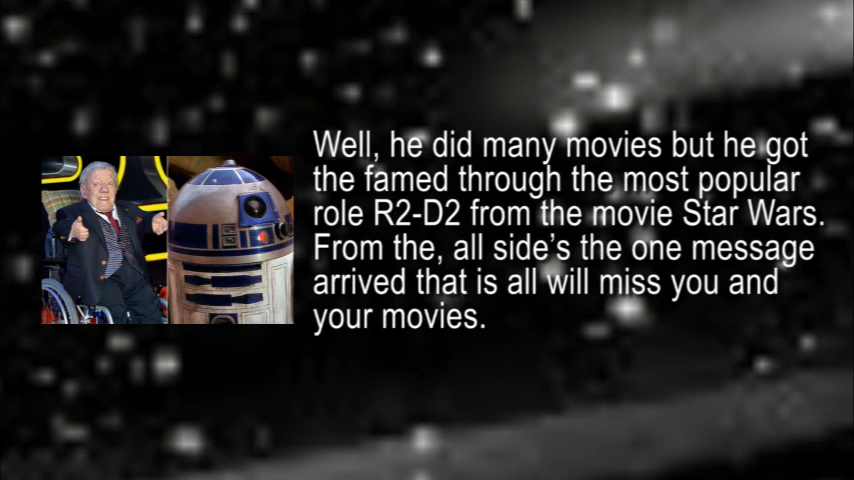 Well, he did many movies but he got
the famed through the most popular
role R2-D2 from the movie Star Wars.
From the, all side's the one message
arrived that is all will miss you and
your movies.